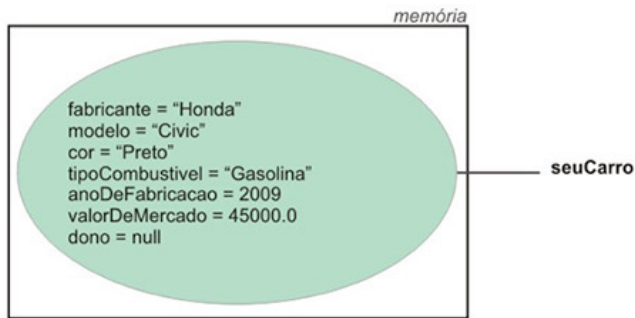 memória
fabricante = “Honda”
modelo = “Civic”
cor = “Preto”
tipoCombustivel = “Gasolina”
anoDeFabricacao = 2009
valorDeMercado = 45000.0
dono = null
seuCarro